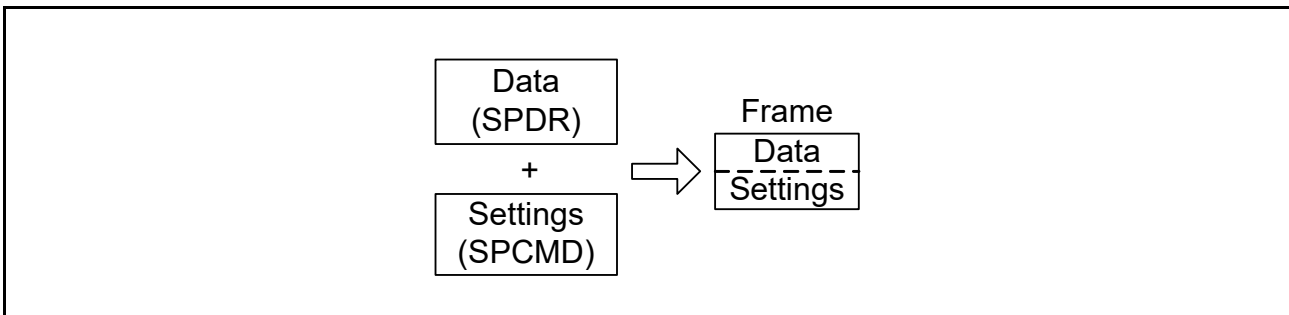 Data
(SPDR)
+
Settings
(SPCMD)
Frame
Data
Settings